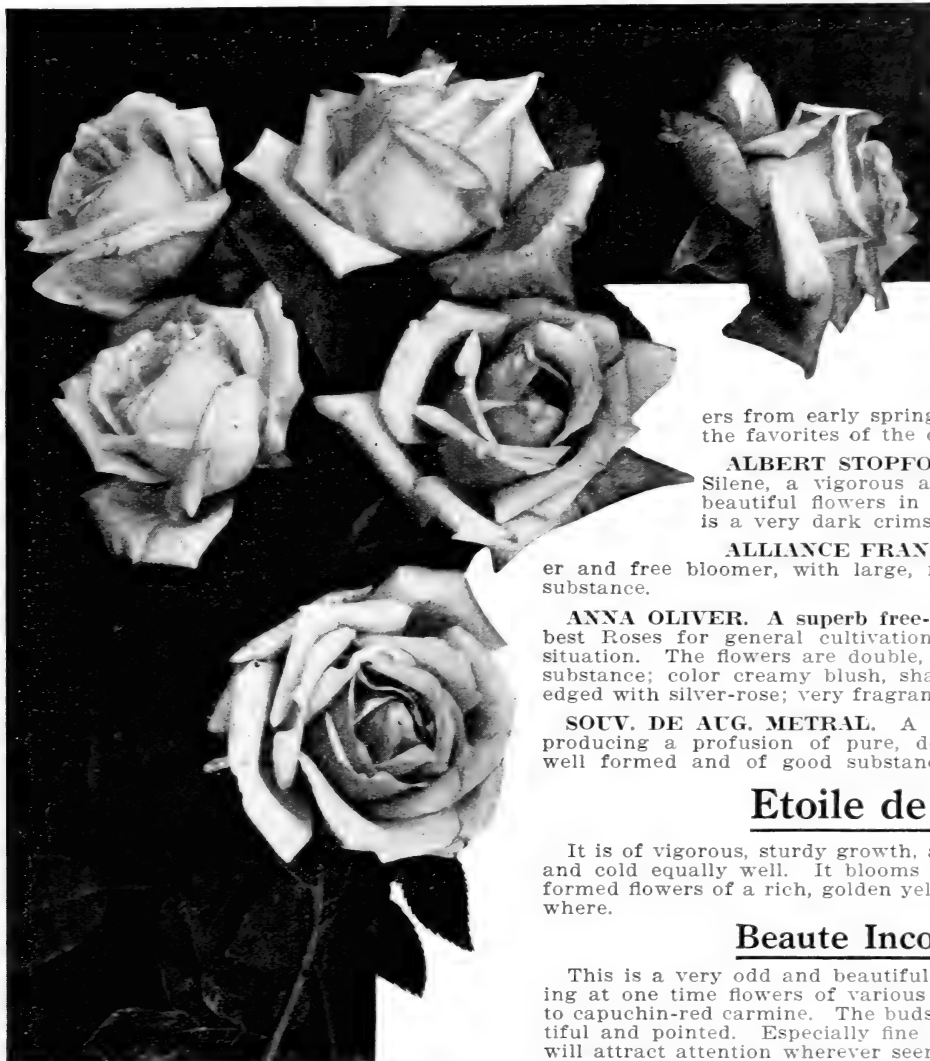 ers from early spring
the favorites of the
ALBERT STOPFO
Silene, a vigorous a
beautiful flowers in
is a very dark crims
ALLIANCE FRAN
er and free bloomer, with large,
substance.
ANNA OLIVER. A superb free-
best Roses for general cultivation
situation. The flowers are double,
substance; color creamy blush, sha
edged with silver-rose; very fragran
SOUV. DE AUG. METRAL. A
producing a profusion of pure, d
well formed and of good substanc
Etoile de
It is of vigorous, sturdy growth, a
and cold equally well. It blooms
formed flowers of a rich, golden yel
where.
Beaute Inco
This is a very odd and beautiful
ing at one time flowers of various
to capuchin-red carmine. The buds
tiful and pointed. Especially fine
will attract attention wherever seen